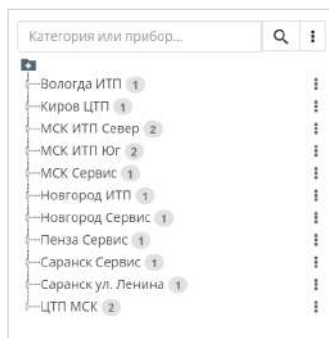 Категория или прибор...
Вологда ИТП 1
Киров ЦТП 1
МСК ИТП Север 2
МСК ИТП Юг 2
МСК Сервис 1
Новгород ИТП 1
Новгород Сервис 1
Пенза Сервис 1
Саранск Сервис 1
Саранск ул. Ленина 1
ЦТП МСК 2